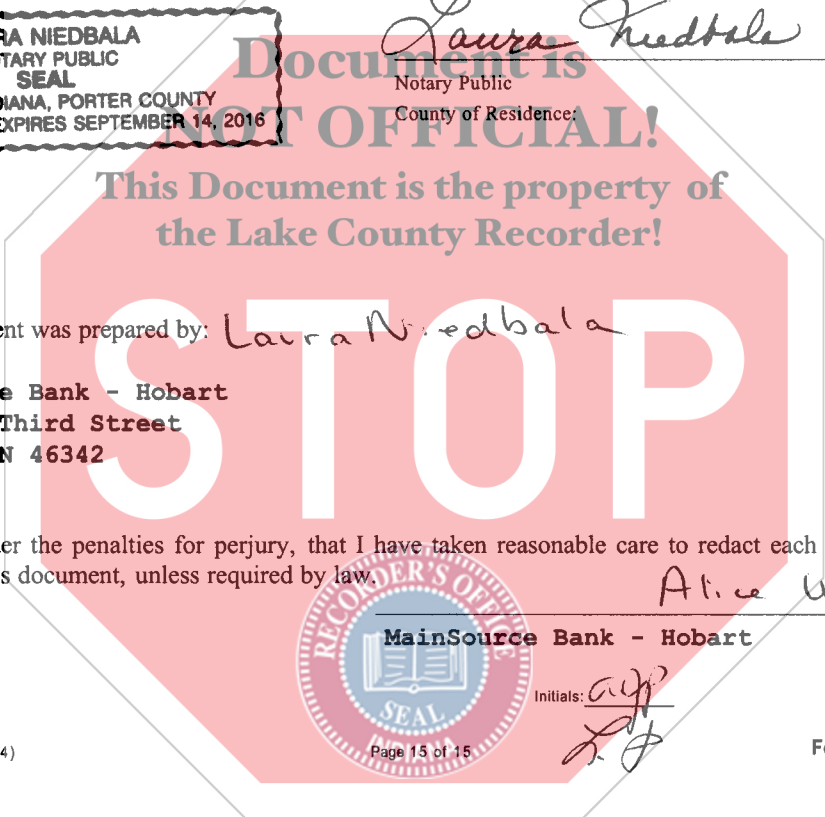 RA NIEDBALA
TARY PUBLIC
SEAL
DIANA, PORTER COUNTY
EXPIRES SEPTEMBER 14, 2016
Laura Niedbala
Notary Public
County of Residence:
Document is
NOT OFFICIAL!
This Document is the property of
the Lake County Recorder!
STOP
ent was prepared by: Laura Niedbala
e Bank - Hobart
Third Street
N 46342
er the penalties for perjury, that I have taken reasonable care to redact each
s document, unless required by law.
Alice
MainSource Bank - Hobart
RECORDER'S OFFICE
SEAL
INDIANA
Initials:
4)
Page 15 of 15